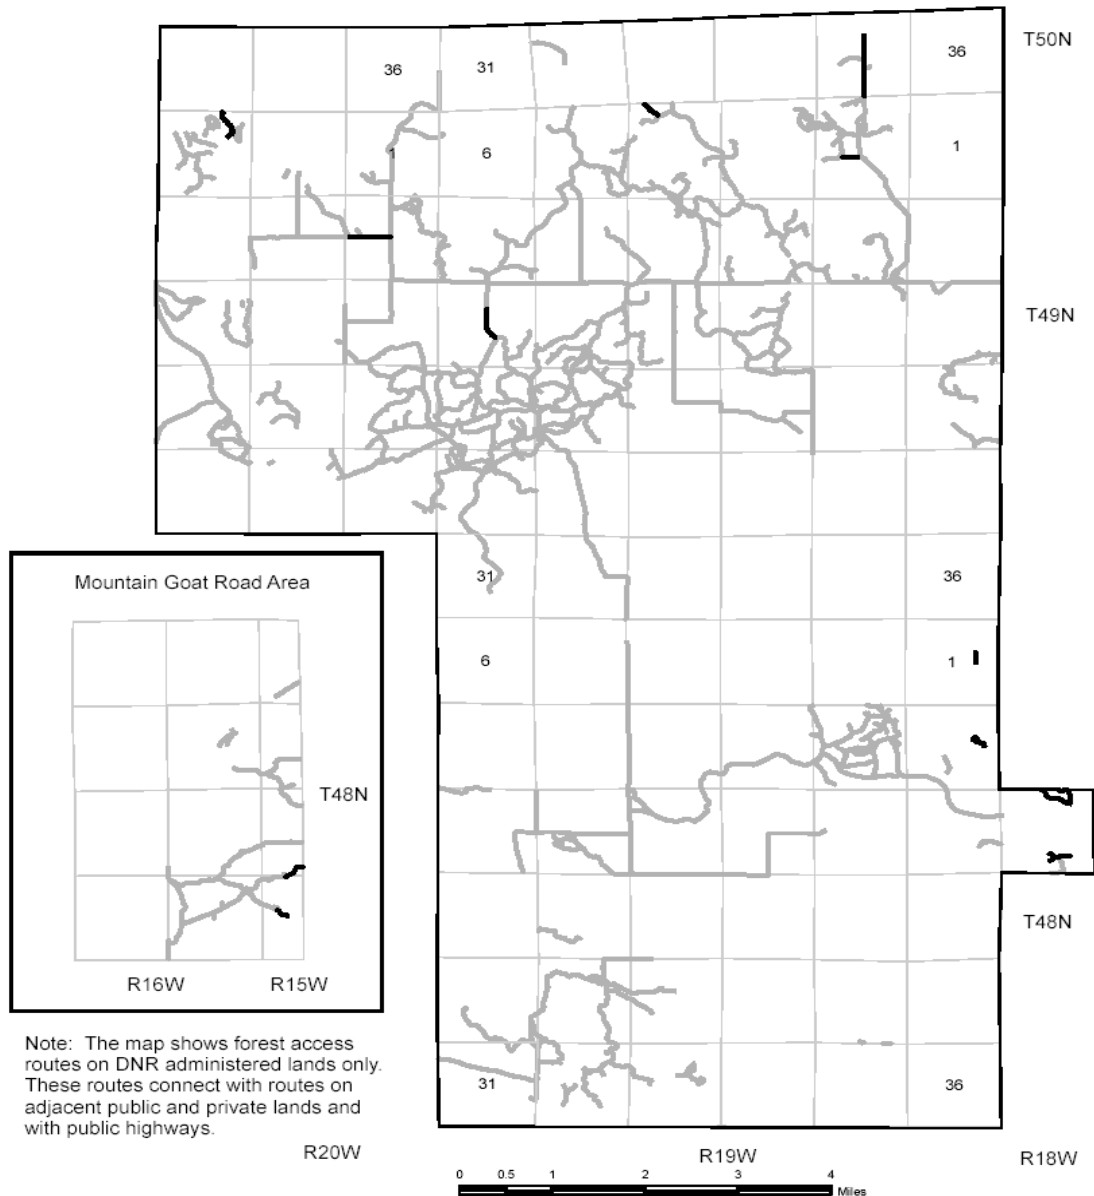 T50N
36
31
36
1
6
1
T49N
31
36
6
1
Mountain Goat Road Area
T48N
R16W
R15W
T48N
Note: The map shows forest access
routes on DNR administered lands only.
These routes connect with routes on
adjacent public and private lands and
with public highways.
31
36
R20W
R19W
R18W
0 0.5 1 2 3 4
Miles